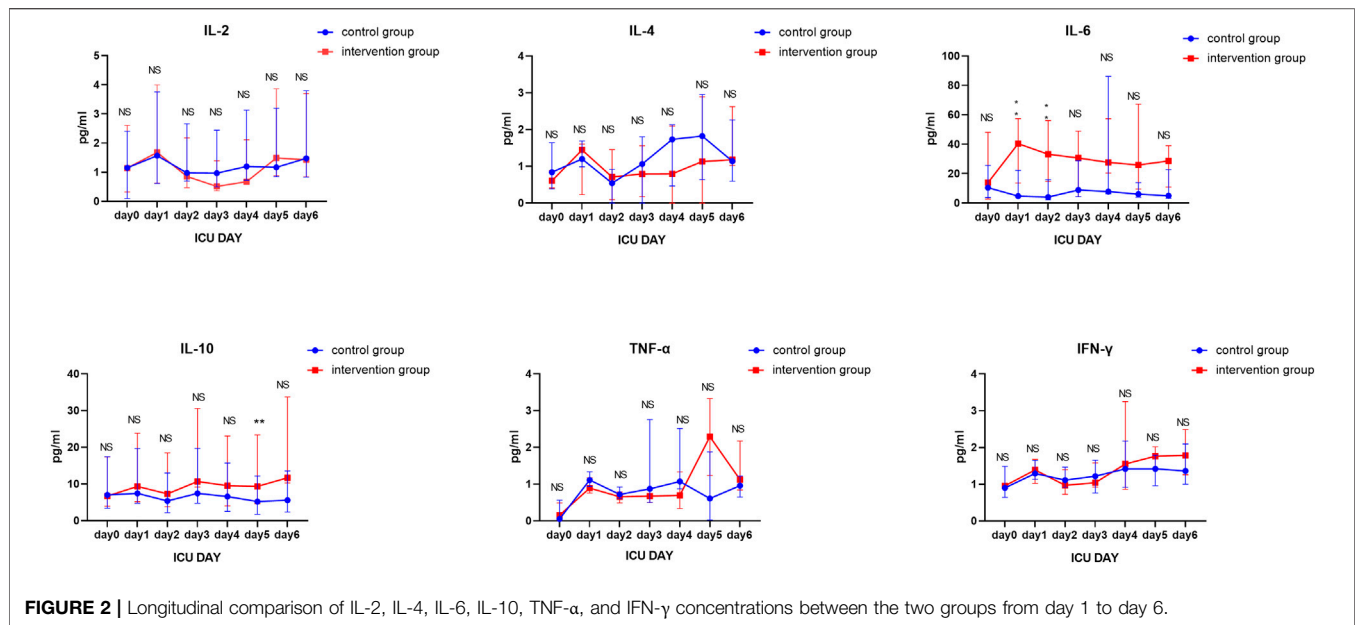 IL-2
control group
intervention group
NS NS NS NS NS NS NS
5
4
3
2
1
0
pg/ml
day0 day1 day2 day3 day4 day5 day6
ICU DAY
IL-4
control group
intervention group
NS NS NS NS NS NS NS
4
3
2
1
0
pg/ml
day0 day1 day2 day3 day4 day5 day6
ICU DAY
IL-6
control group
intervention group
NS ** ** NS NS NS NS
100
80
60
40
20
0
pg/ml
day0 day1 day2 day3 day4 day5 day6
ICU DAY
IL-10
control group
intervention group
NS NS NS NS NS ** NS
40
30
20
10
0
pg/ml
day0 day1 day2 day3 day4 day5 day6
ICU DAY
TNF-α
control group
intervention group
NS NS NS NS NS NS NS
4
3
2
1
0
pg/ml
day0 day1 day2 day3 day4 day5 day6
ICU DAY
IFN-γ
control group
intervention group
NS NS NS NS NS NS NS
4
3
2
1
0
pg/ml
day0 day1 day2 day3 day4 day5 day6
ICU DAY
FIGURE 2 | Longitudinal comparison of IL-2, IL-4, IL-6, IL-10, TNF-α, and IFN-γ concentrations between the two groups from day 1 to day 6.